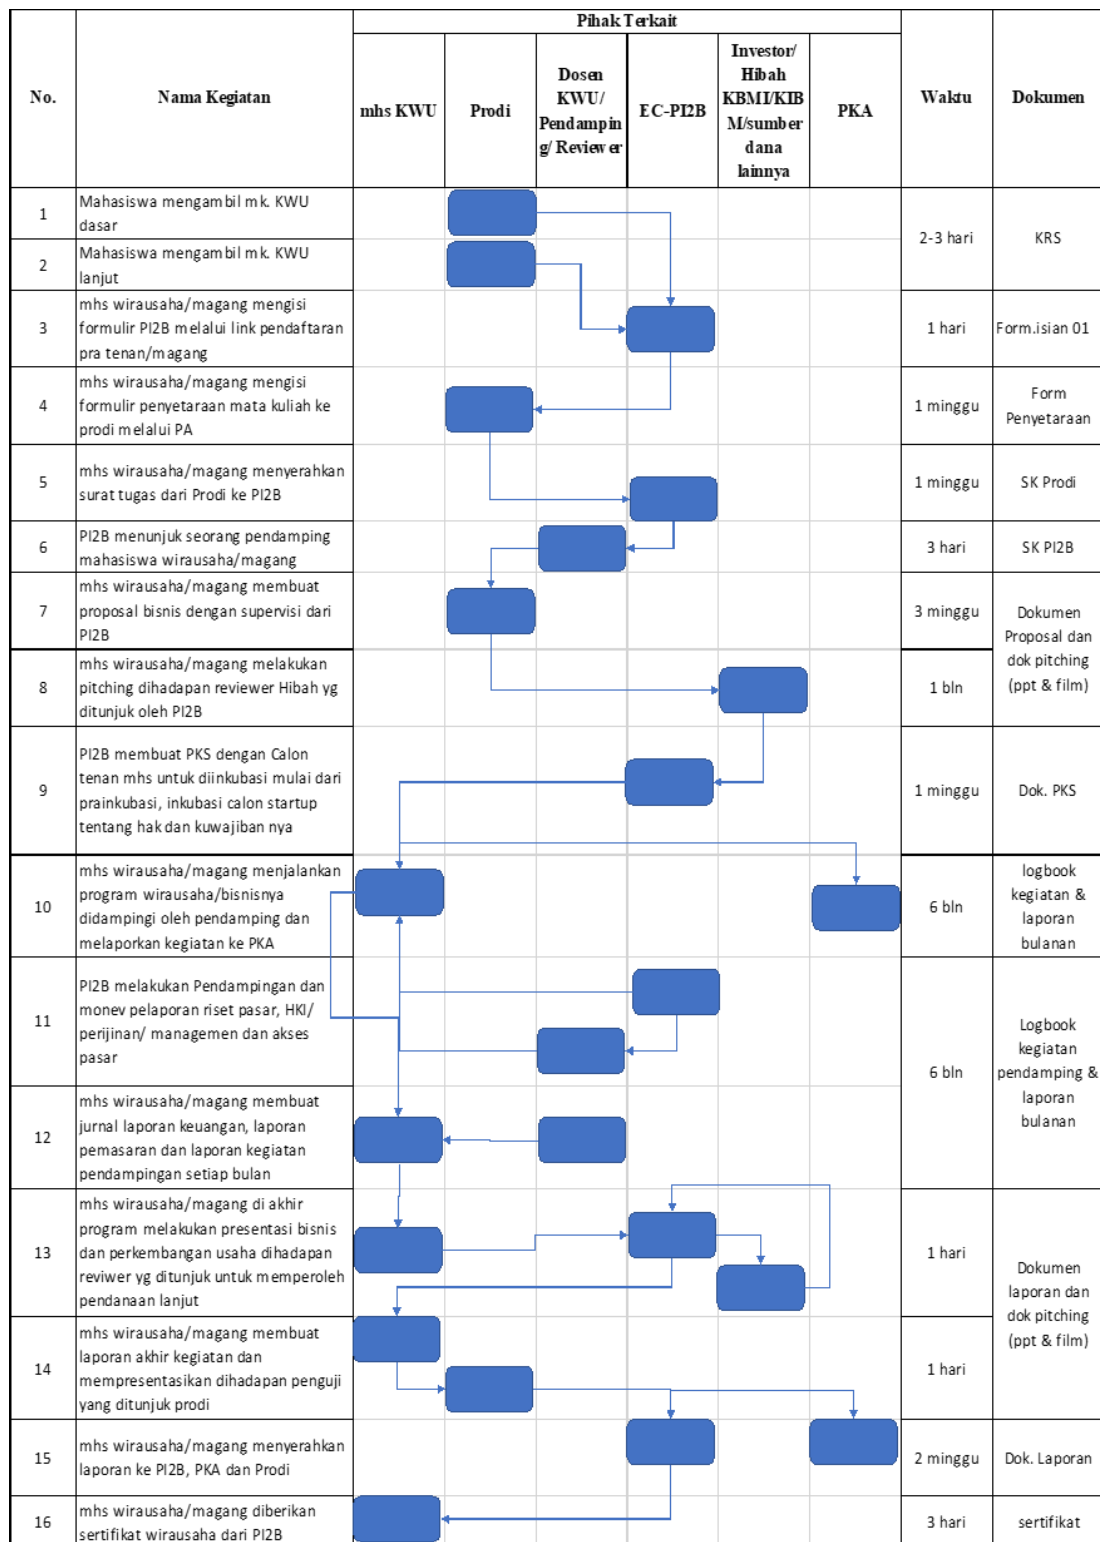 Pihak Terkait
No.
Nama Kegiatan
mhs KWU
Prodi
Dosen
KWU/
Pendampin
g/ Reviewer
EC-PI2B
Investor/
Hibah
KBMI/KIB
M/sumber
dana
lainnya
PKA
Waktu
Dokumen
1
Mahasiswa mengambil mk. KWU
dasar
2-3 hari
KRS
2
Mahasiswa mengambil mk. KWU
lanjut
3
mhs wirausaha/magang mengisi
formulir PI2B melalui link pendaftaran
pra tenan/magang
1 hari
Form.isian 01
4
mhs wirausaha/magang mengisi
formulir penyetaraan mata kuliah ke
prodi melalui PA
1 minggu
Form
Penyetaraan
5
mhs wirausaha/magang menyerahkan
surat tugas dari Prodi ke PI2B
1 minggu
SK Prodi
6
PI2B menunjuk seorang pendamping
mahasiswa wirausaha/magang
3 hari
SK PI2B
7
mhs wirausaha/magang membuat
proposal bisnis dengan supervisi dari
PI2B
3 minggu
Dokumen
Proposal dan
dok pitching
(ppt & film)
8
mhs wirausaha/magang melakukan
pitching dihadapan reviewer Hibah yg
ditunjuk oleh PI2B
1 bln
9
PI2B membuat PKS dengan Calon
tenan mhs untuk diinkubasi mulai dari
prainkubasi, inkubasi calon startup
tentang hak dan kuwajiban nya
1 minggu
Dok. PKS
10
mhs wirausaha/magang menjalankan
program wirausaha/bisnisnya
didampingi oleh pendamping dan
melaporkan kegiatan ke PKA
6 bln
logbook
kegiatan &
laporan
bulanan
11
PI2B melakukan Pendampingan dan
monev pelaporan riset pasar, HKI/
perijinan/ managemen dan akses
pasar
6 bln
Logbook
kegiatan
pendamping &
laporan
bulanan
12
mhs wirausaha/magang membuat
jurnal laporan keuangan, laporan
pemasaran dan laporan kegiatan
pendampingan setiap bulan
13
mhs wirausaha/magang di akhir
program melakukan presentasi bisnis
dan perkembangan usaha dihadapan
reviwer yg ditunjuk untuk memperoleh
pendanaan lanjut
1 hari
Dokumen
laporan dan
dok pitching
(ppt & film)
14
mhs wirausaha/magang membuat
laporan akhir kegiatan dan
mempresentasikan dihadapan penguji
yang ditunjuk prodi
1 hari
15
mhs wirausaha/magang menyerahkan
laporan ke PI2B, PKA dan Prodi
2 minggu
Dok. Laporan
16
mhs wirausaha/magang diberikan
sertifikat wirausaha dari PI2B
3 hari
sertifikat